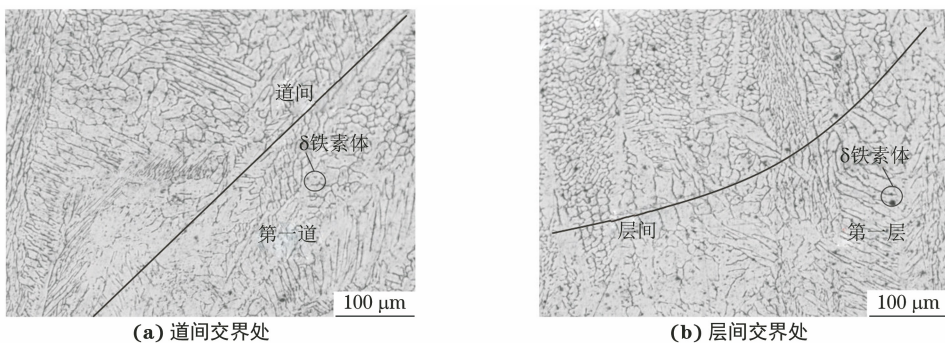 道间
δ铁素体
第一道
100 μm
(a) 道间交界处
δ铁素体
层间
第一层
100 μm
(b) 层间交界处